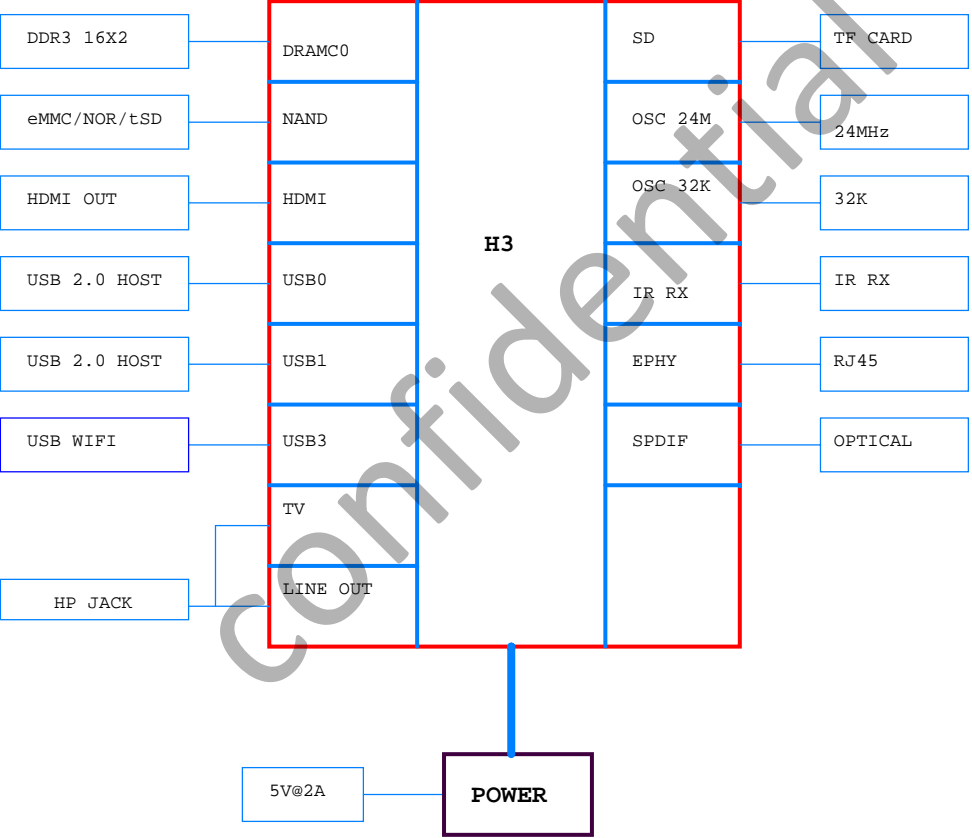 DDR3 16X2
DRAMC0
SD
TF CARD
eMMC/NOR/tSD
NAND
OSC 24M
24MHz
HDMI OUT
HDMI
OSC 32K
32K
H3
USB 2.0 HOST
USB0
IR RX
IR RX
USB 2.0 HOST
USB1
EPHY
RJ45
USB WIFI
USB3
SPDIF
OPTICAL
TV
HP JACK
LINE OUT
5V@2A
POWER
confidential